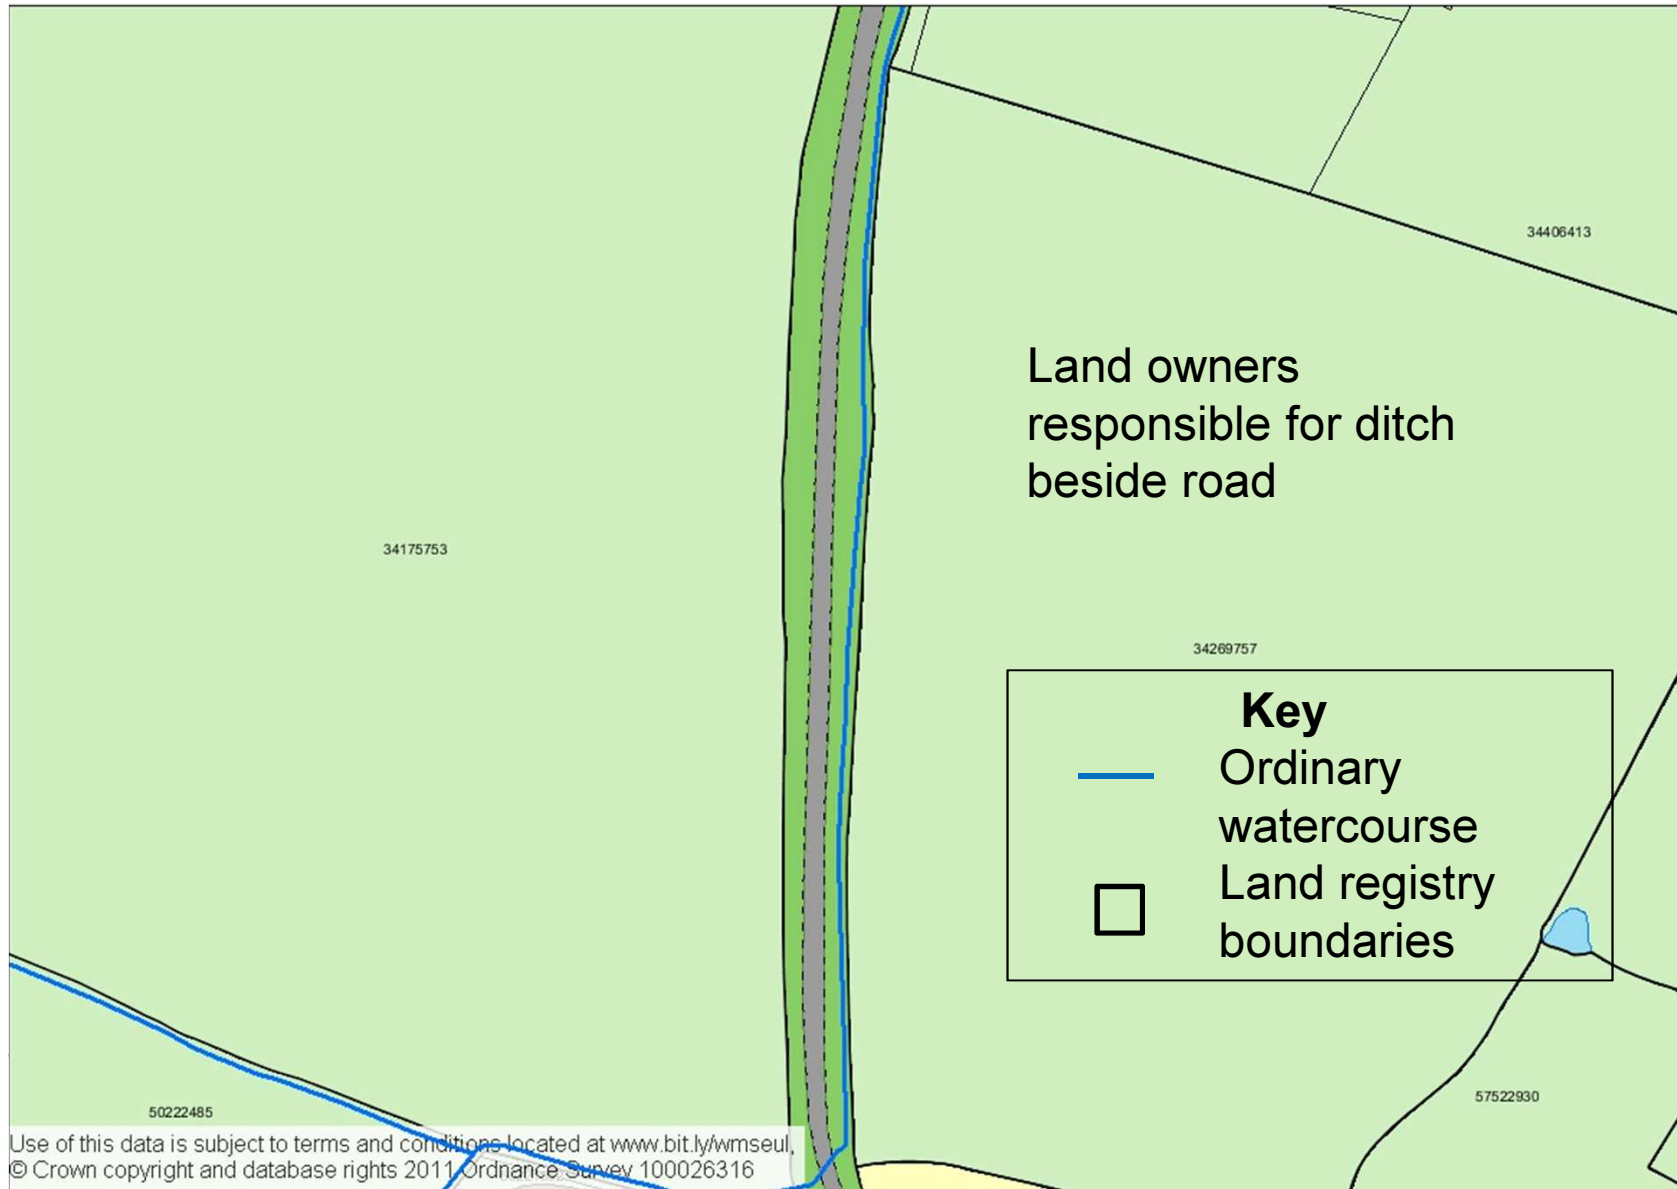 34406413
Land owners
responsible for ditch
beside road
34175753
34269757
Key
Ordinary
watercourse
Land registry
boundaries
57522930
50222485
Use of this data is subject to terms and conditions located at www.bit.ly/wmseul,
© Crown copyright and database rights 2011 Ordnance Survey 100026316